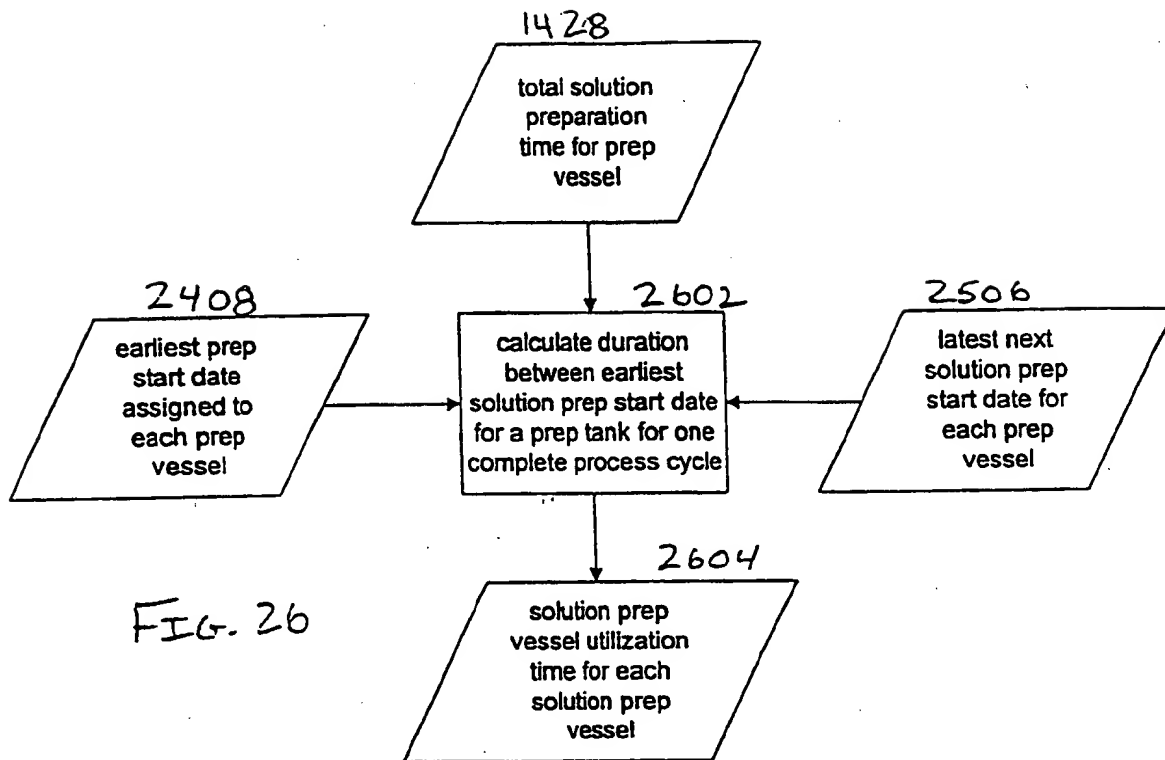 1428
total solution
preparation
time for prep
vessel
2408
earliest prep
start date
assigned to
each prep
vessel
2602
calculate duration
between earliest
solution prep start date
for a prep tank for one
complete process cycle
2506
latest next
solution prep
start date for
each prep
vessel
2604
solution prep
vessel utilization
time for each
solution prep
vessel
FIG. 26